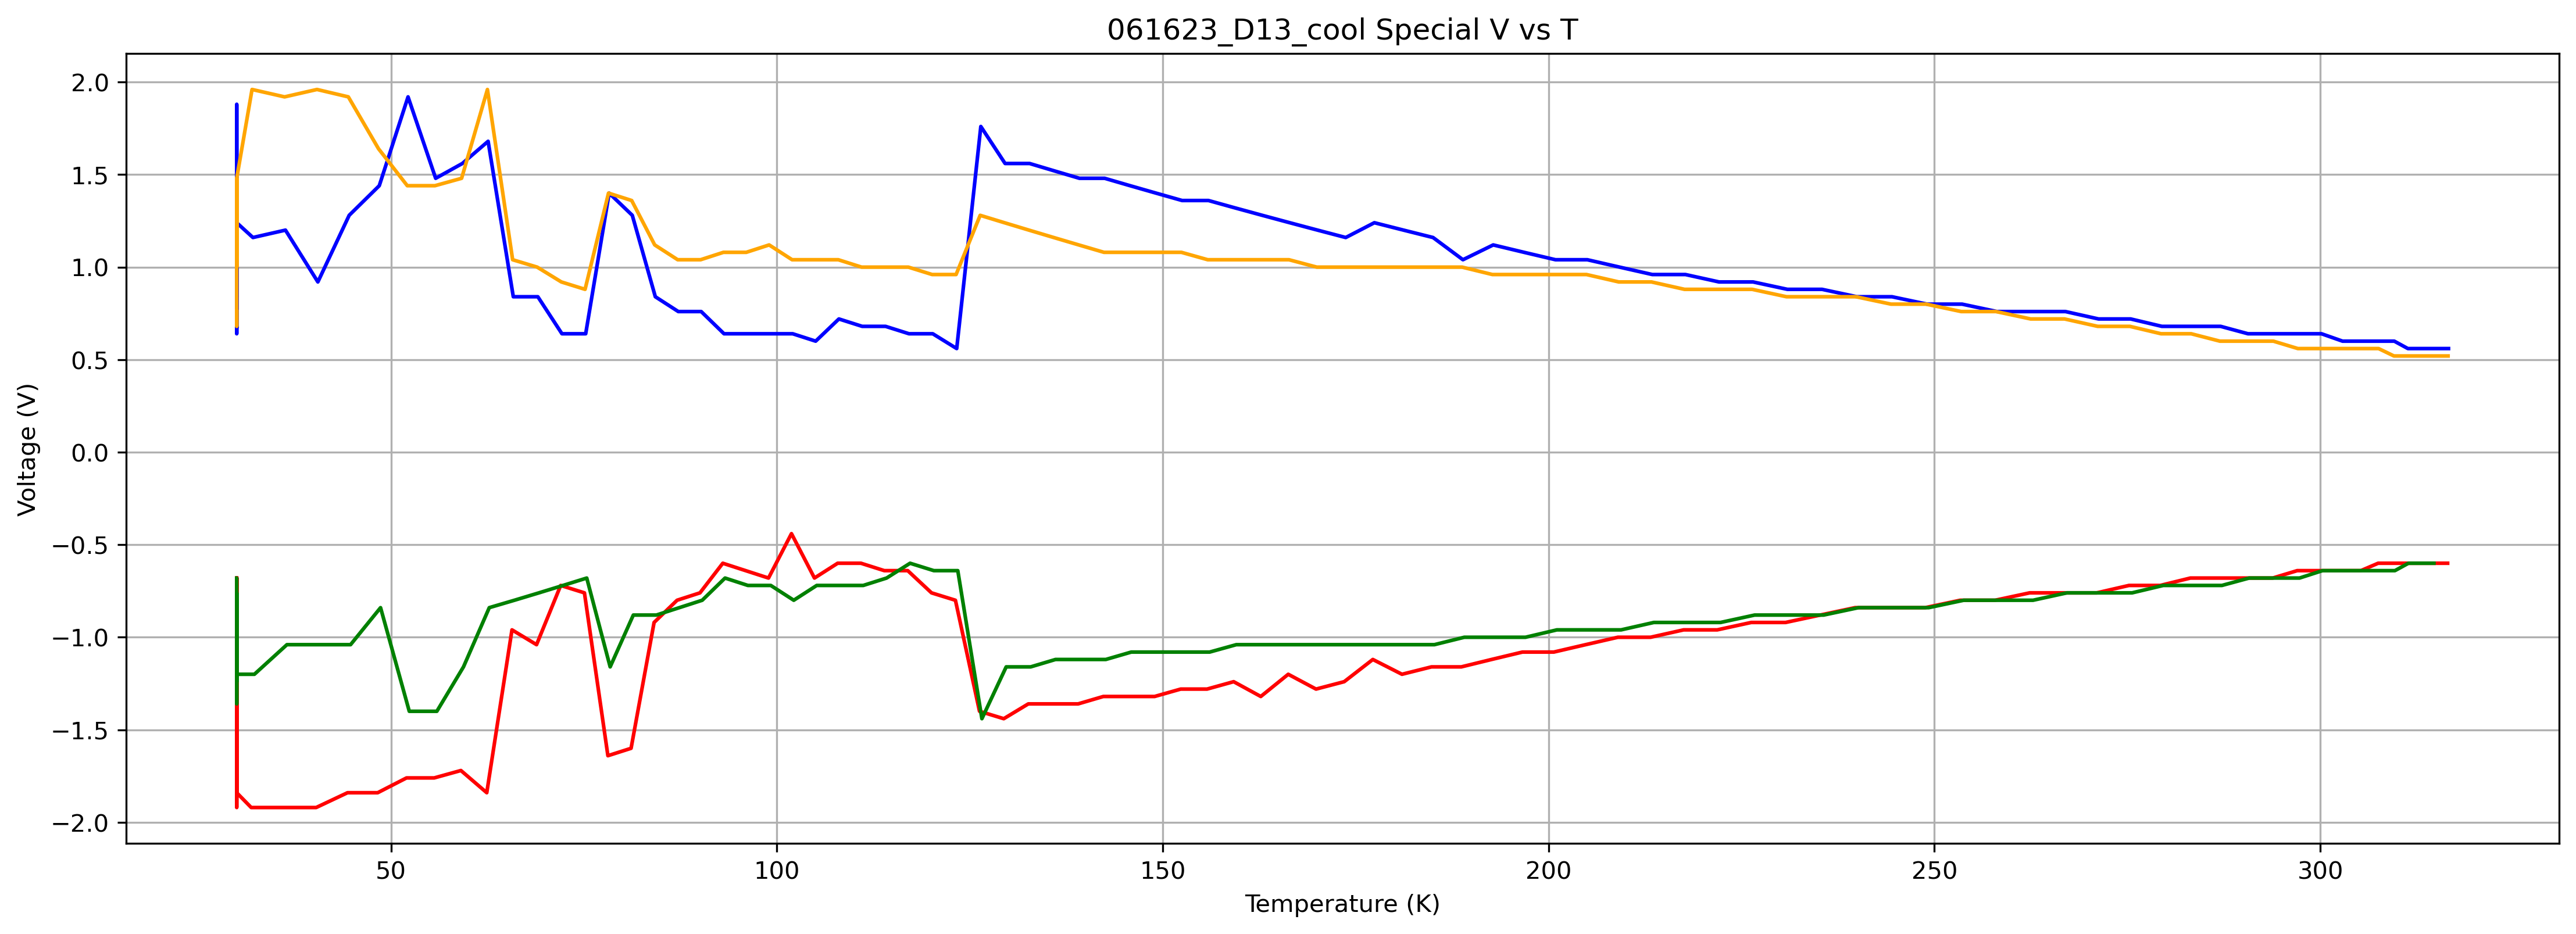 061623_D13_cool Special V vs T
2.0
1.5
1.0
0.5
0.0
−0.5
−1.0
−1.5
−2.0
Voltage (V)
50 100 150 200 250 300
Temperature (K)